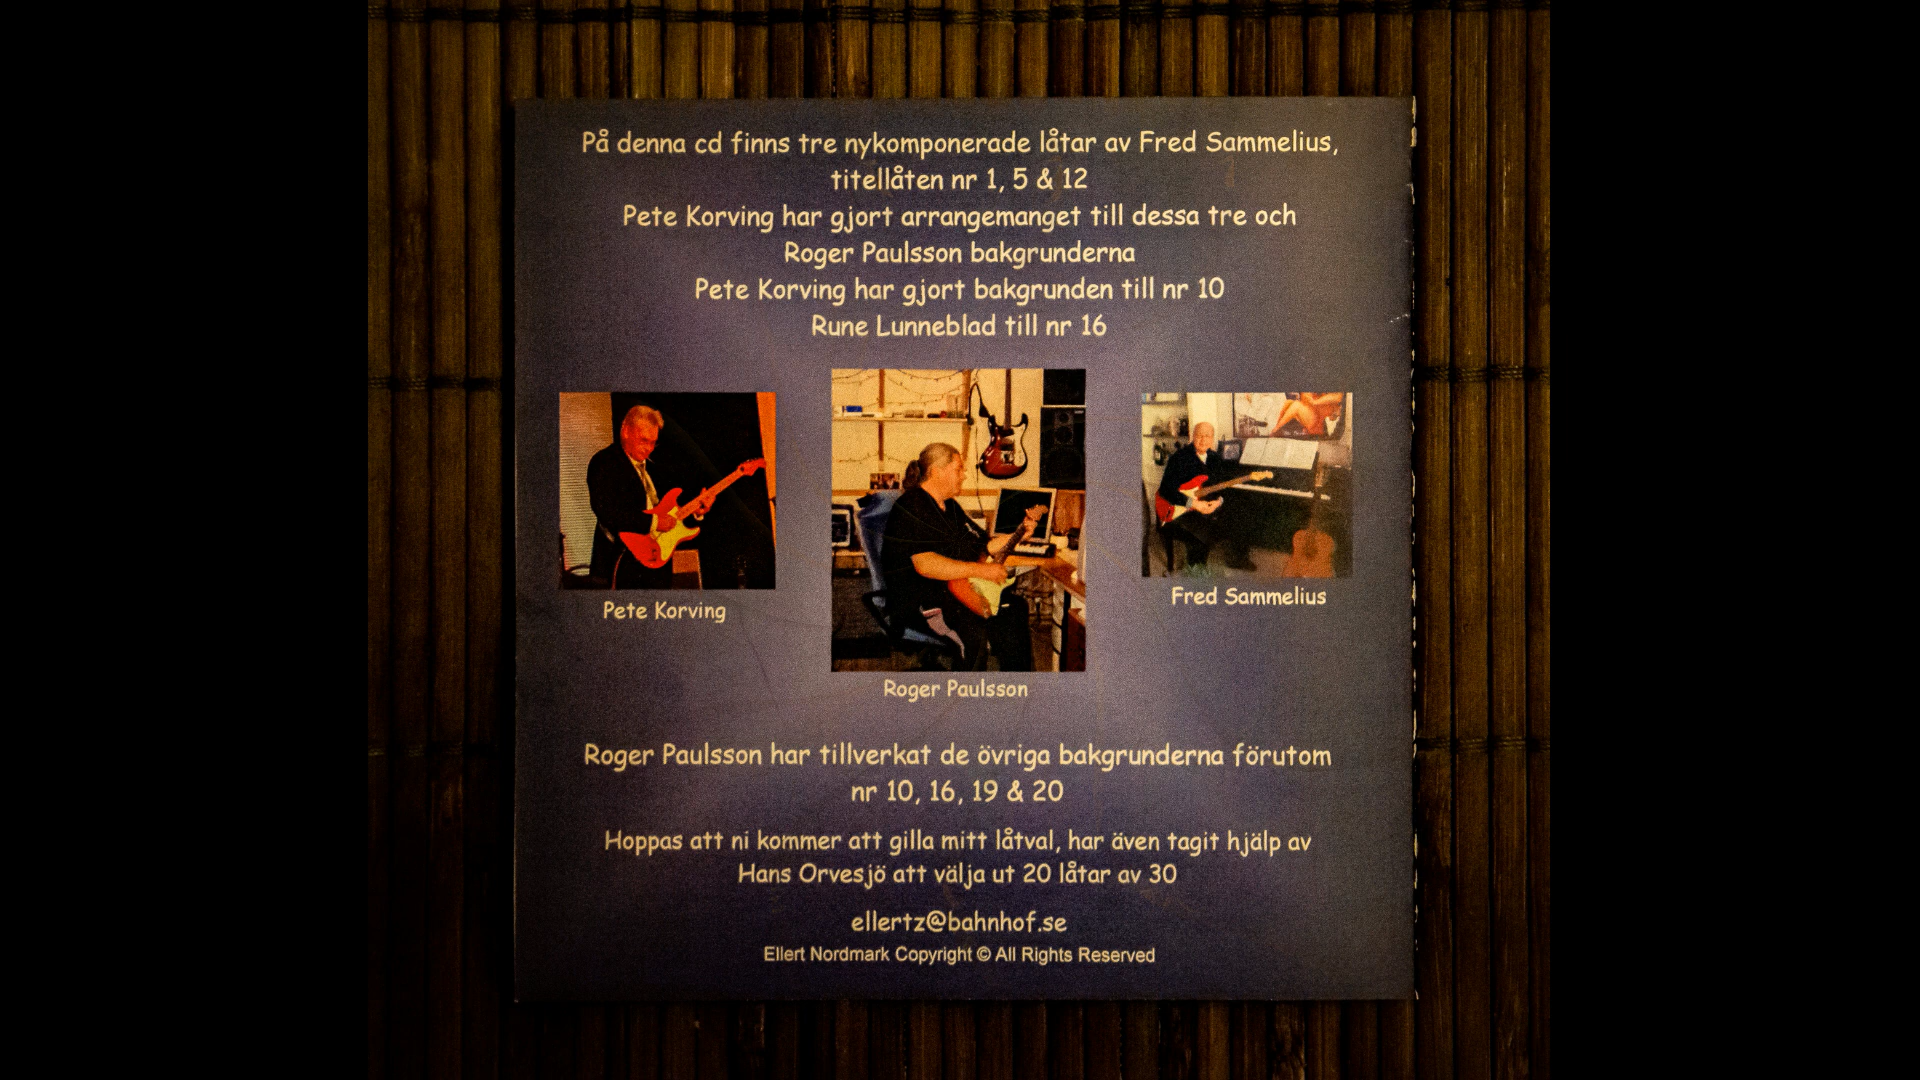 På denna cd finns tre nykomponerade låtar av Fred Sammelius,
titellåten nr 1, 5 & 12
Pete Korving har gjort arrangemanget till dessa tre och
Roger Paulsson bakgrunderna
Pete Korving har gjort bakgrunden till nr 10
Rune Lunneblad till nr 16
Pete Korving
Roger Paulsson
Fred Sammelius
Roger Paulsson har tillverkat de övriga bakgrunderna förutom
nr 10, 16, 19 & 20
Hoppas att ni kommer att gilla mitt låtval, har även tagit hjälp av
Hans Orvesjö att välja ut 20 låtar av 30
ellertz@bahnhof.se
Ellert Nordmark Copyright © All Rights Reserved